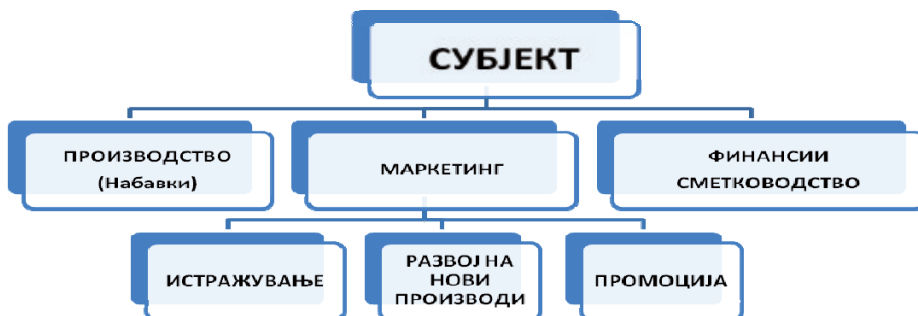 СУБЈЕКТ
ПРОИЗВОДСТВО
(Набавки)
МАРКЕТИНГ
ФИНАНСИИ
СМЕТКОВОДСТВО
ИСТРАЖУВАЊЕ
РАЗВОЈ НА
НОВИ
ПРОИЗВОДИ
ПРОМОЦИЈА